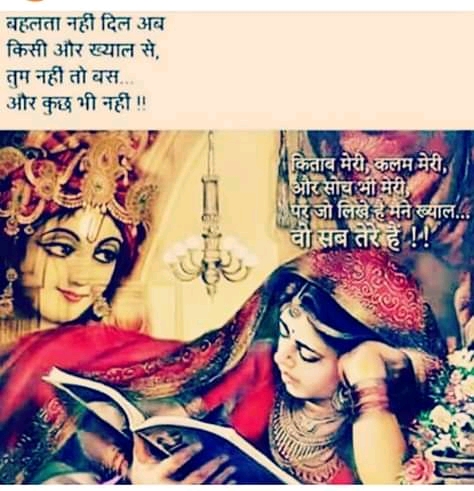 बहलता नहीं दिल अब
किसी और ख्याल से,
तुम नहीं तो बस...
और कुछ भी नहीं !!
किताब मेरी, कलम मेरी,
और सोच भी मेरी,
पर जो लिखे है मैने ख्याल...
वो सब तेरे हैं !!